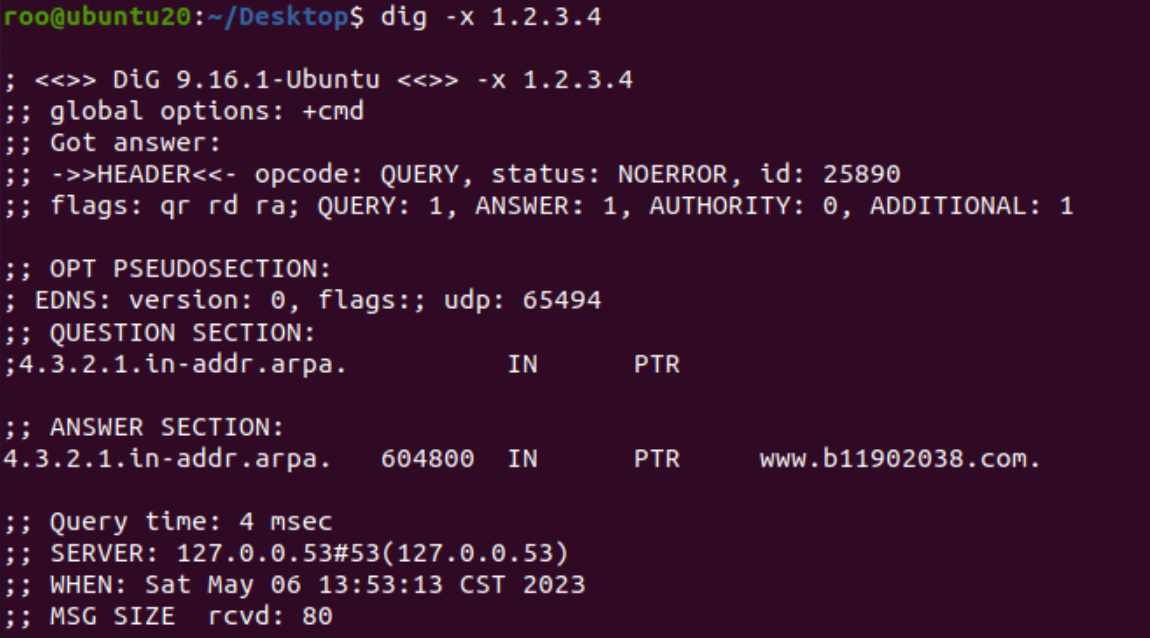 roo@ubuntu20:~/Desktop$ dig -x 1.2.3.4
; <<>> DiG 9.16.1-Ubuntu <<>> -x 1.2.3.4
;; global options: +cmd
;; Got answer:
;; ->>HEADER<<- opcode: QUERY, status: NOERROR, id: 25890
;; flags: qr rd ra; QUERY: 1, ANSWER: 1, AUTHORITY: 0, ADDITIONAL: 1
;; OPT PSEUDOSECTION:
; EDNS: version: 0, flags:; udp: 65494
;; QUESTION SECTION:
;4.3.2.1.in-addr.arpa. IN PTR
;; ANSWER SECTION:
4.3.2.1.in-addr.arpa. 604800 IN PTR www.b11902038.com.
;; Query time: 4 msec
;; SERVER: 127.0.0.53#53(127.0.0.53)
;; WHEN: Sat May 06 13:53:13 CST 2023
;; MSG SIZE rcvd: 80